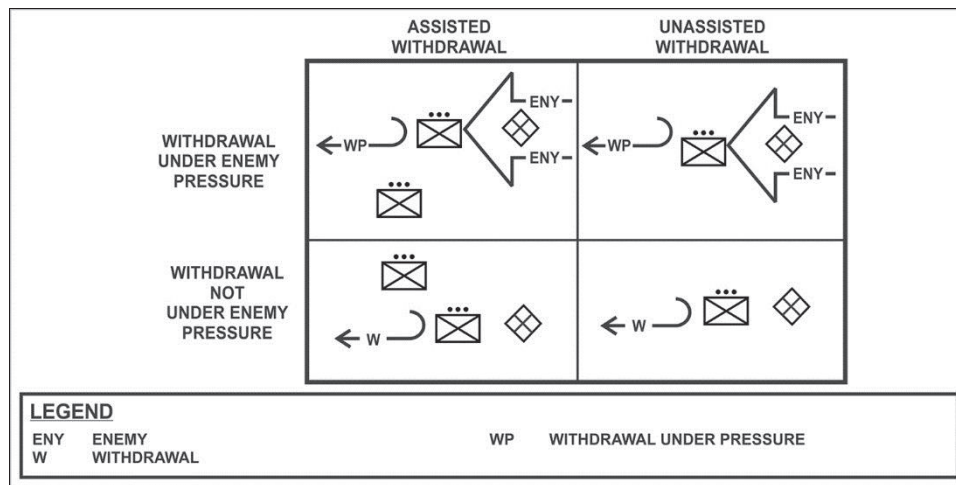 ASSISTED
WITHDRAWAL
UNASSISTED
WITHDRAWAL
WITHDRAWAL
UNDER ENEMY
PRESSURE
WP
ENY
ENY
WP
ENY
ENY
WITHDRAWAL
NOT
UNDER ENEMY
PRESSURE
W
W
LEGEND
ENY ENEMY
WP WITHDRAWAL UNDER PRESSURE
W WITHDRAWAL